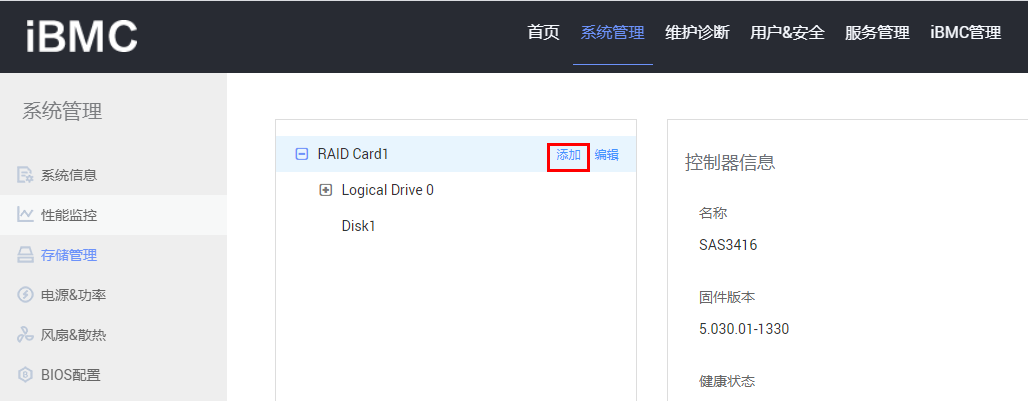 iBMC
首页 系统管理 维护诊断 用户&安全 服务管理 iBMC管理
系统管理
系统信息
性能监控
存储管理
电源&功率
风扇&散热
BIOS配置
RAID Card1 添加 编辑
Logical Drive 0
Disk1
控制器信息
名称
SAS3416
固件版本
5.030.01-1330
健康状态